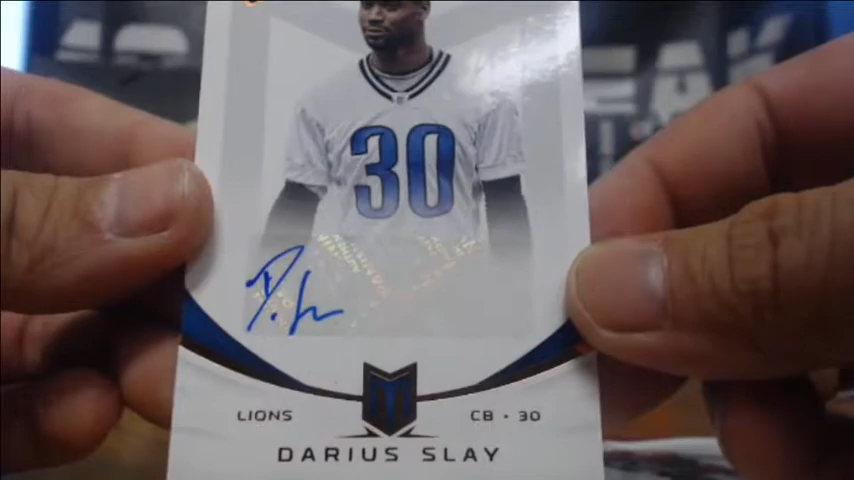 30
D. S
LIONS
CB · 30
DARIUS SLAY